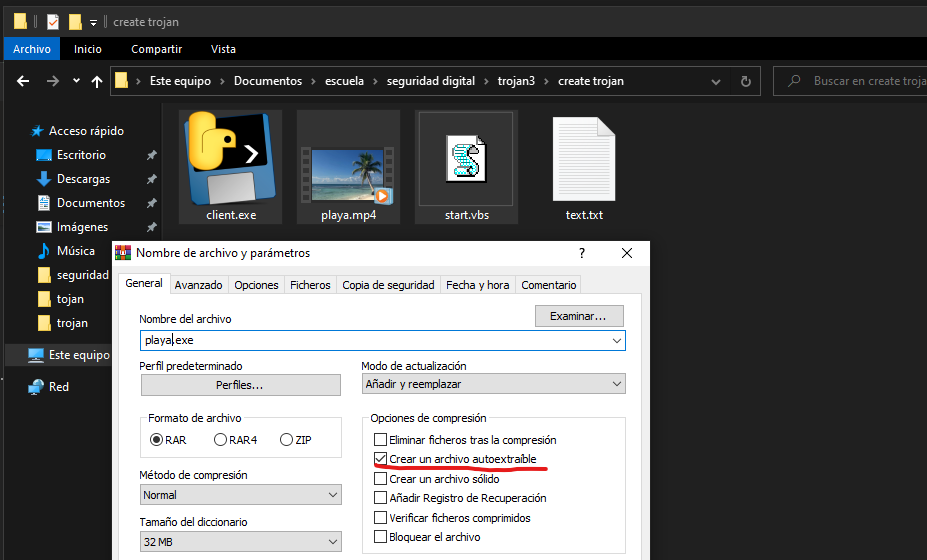 create trojan
Archivo Inicio Compartir Vista
Este equipo Documentos escuela seguridad digital trojan3 create trojan
Buscar en create
Acceso rápido
Escritorio
Descargas
Documentos
Imágenes
Música
seguridad
tojan
trojan
Este equipo
Red
client.exe playa.mp4 start.vbs text.txt
Nombre de archivo y parámetros ?
General Avanzado Opciones Ficheros Copia de seguridad Fecha y hora Comentario
Nombre del archivo Examinar...
playa.exe
Perfil predeterminado
Perfiles...
Modo de actualización
Añadir y reemplazar
Formato de archivo
RAR RAR4 ZIP
Método de compresión
Normal
Tamaño del diccionario
32 MB
Opciones de compresión
Eliminar ficheros tras la compresión
Crear un archivo autoextraíble
Crear un archivo sólido
Añadir Registro de Recuperación
Verificar ficheros comprimidos
Bloquear el archivo